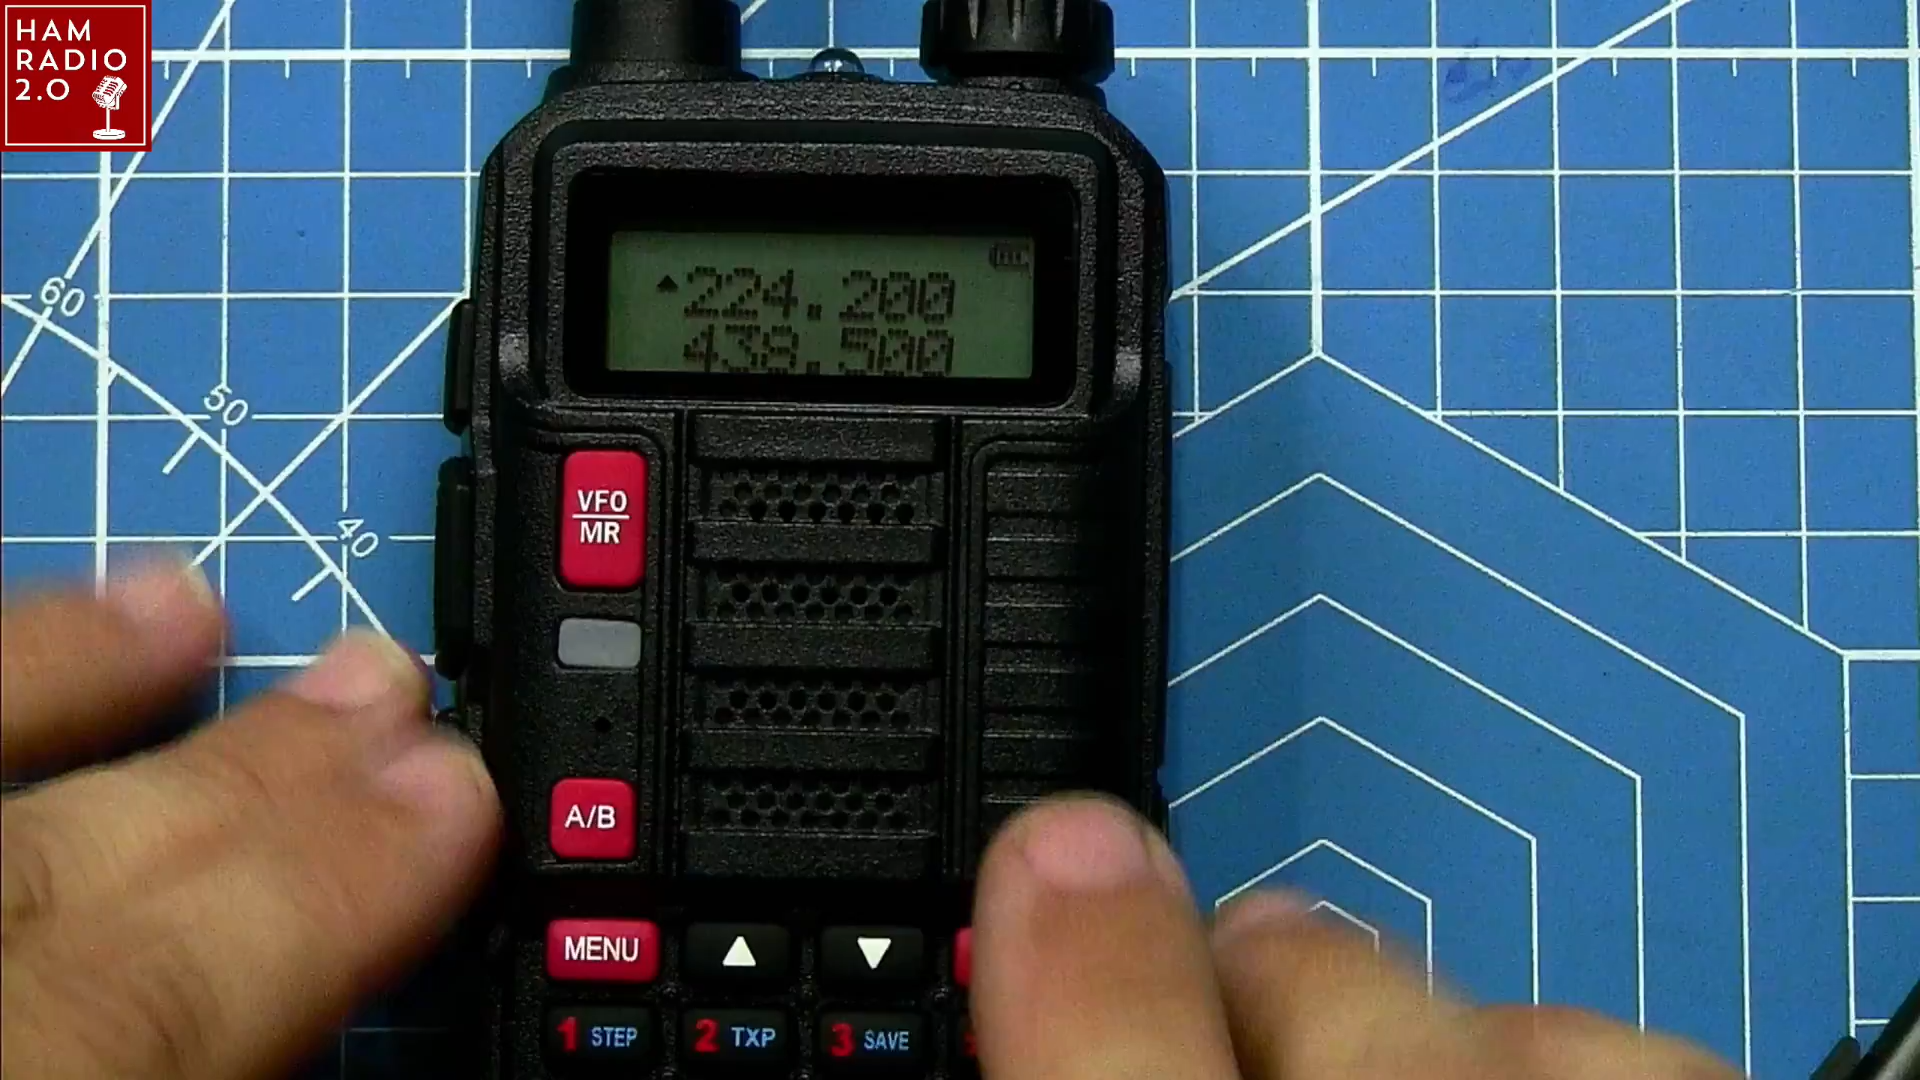 HAM
RADIO
2.0
60
50
40
224.200
438.500
VFO
MR
A/B
MENU
1 STEP
2 TXP
3 SAVE